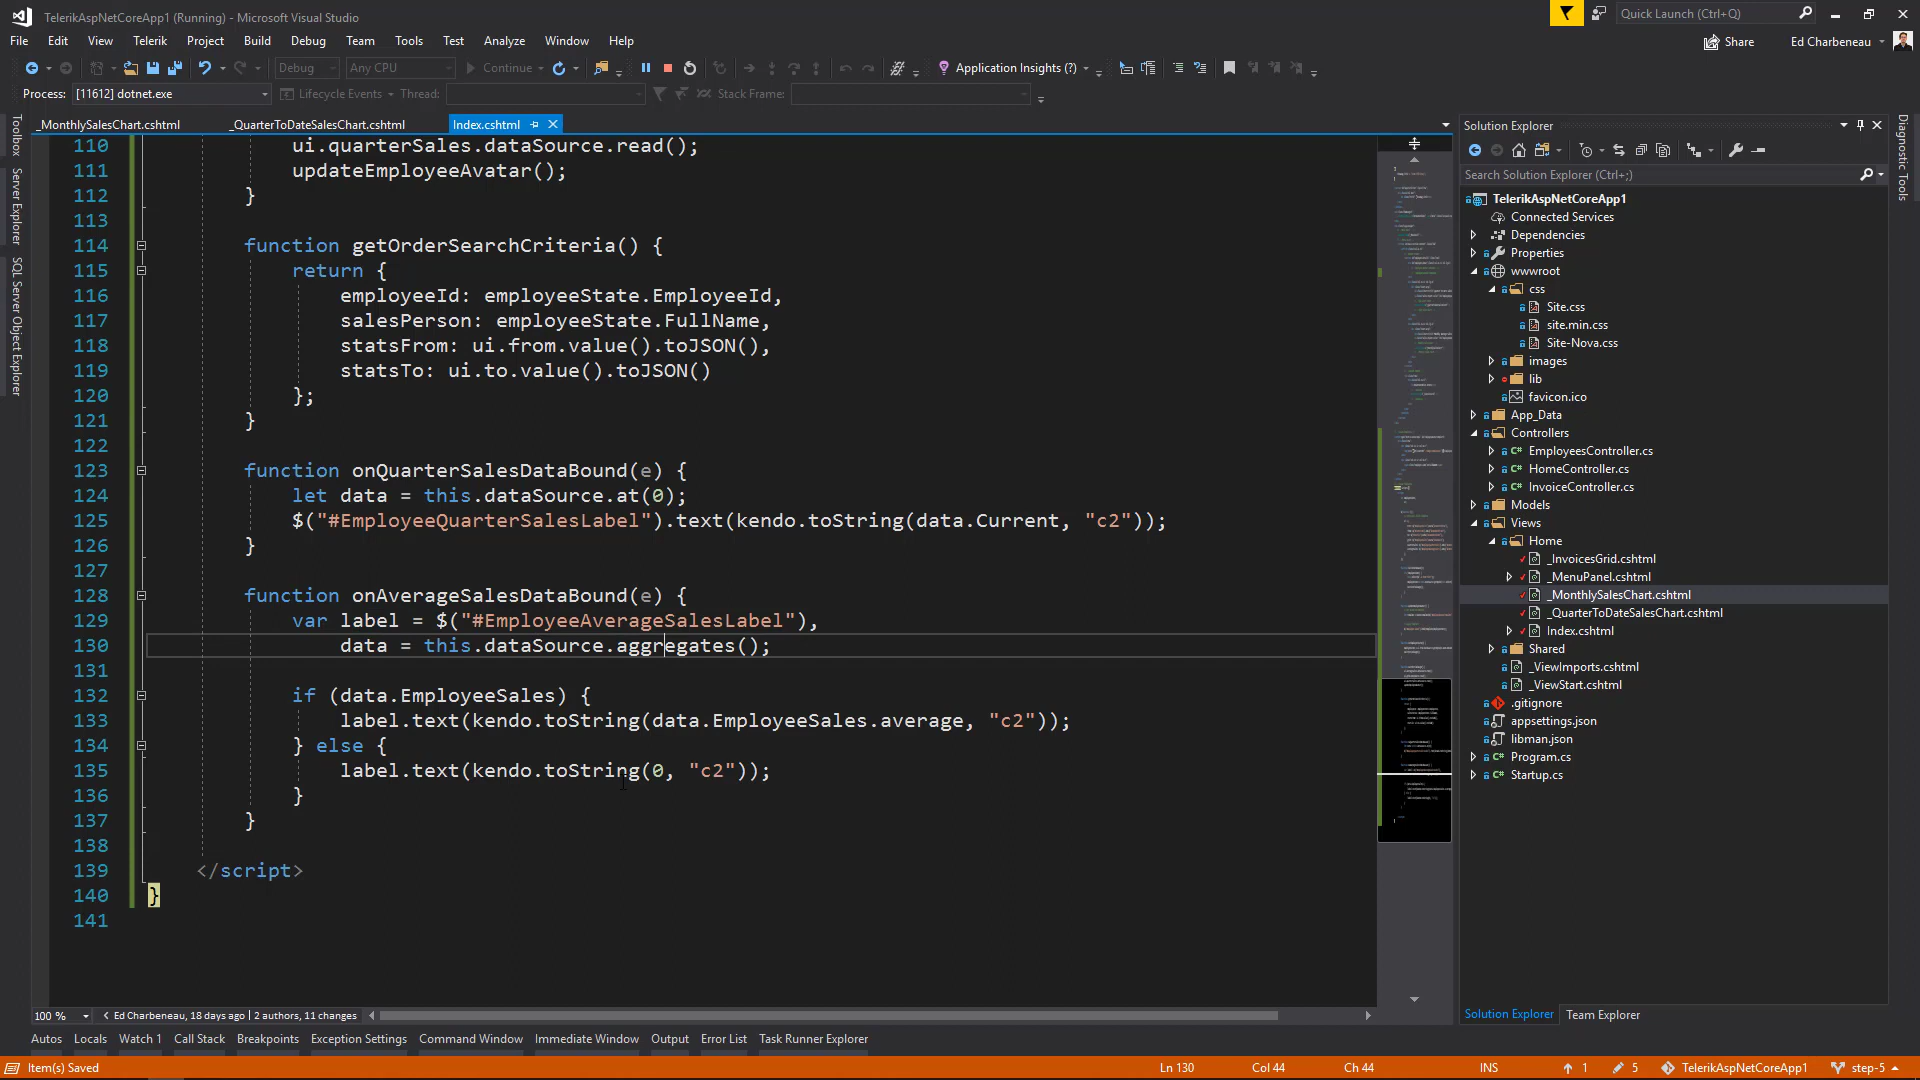 TelerikAspNetCoreApp1 (Running) - Microsoft Visual Studio
Quick Launch (Ctrl+Q)
File Edit View Telerik Project Build Debug Team Tools Test Analyze Window Help
Share Ed Charbeneau
Debug Any CPU Continue Application Insights (?)
Process: [11612] dotnet.exe Lifecycle Events Thread: Stack Frame:
Toolbox
Server Explorer
SQL Server Object Explorer
_MonthlySalesChart.cshtml _QuarterToDateSalesChart.cshtml Index.cshtml
110 ui.quarterSales.dataSource.read();
111 updateEmployeeAvatar();
112 }
113
114 function getOrderSearchCriteria() {
115 return {
116 employeeId: employeeState.EmployeeId,
117 salesPerson: employeeState.FullName,
118 statsFrom: ui.from.value().toJSON(),
119 statsTo: ui.to.value().toJSON()
120 };
121 }
122
123 function onQuarterSalesDataBound(e) {
124 let data = this.dataSource.at(0);
125 $("#EmployeeQuarterSalesLabel").text(kendo.toString(data.Current, "c2"));
126 }
127
128 function onAverageSalesDataBound(e) {
129 var label = $("#EmployeeAverageSalesLabel"),
130 data = this.dataSource.aggregates();
131
132 if (data.EmployeeSales) {
133 label.text(kendo.toString(data.EmployeeSales.average, "c2"));
134 } else {
135 label.text(kendo.toString(0, "c2"));
136 }
137 }
138
139 </script>
140 }
141
100 % Ed Charbeneau, 18 days ago | 2 authors, 11 changes
Solution Explorer
Search Solution Explorer (Ctrl+;)
TelerikAspNetCoreApp1
Connected Services
Dependencies
Properties
wwwroot
css
Site.css
site.min.css
Site-Nova.css
images
lib
favicon.ico
App_Data
Controllers
EmployeesController.cs
HomeController.cs
InvoiceController.cs
Models
Views
Home
_InvoicesGrid.cshtml
_MenuPanel.cshtml
_MonthlySalesChart.cshtml
_QuarterToDateSalesChart.cshtml
Index.cshtml
Shared
_ViewImports.cshtml
_ViewStart.cshtml
.gitignore
appsettings.json
libman.json
Program.cs
Startup.cs
Solution Explorer Team Explorer
Diagnostic Tools
Autos Locals Watch 1 Call Stack Breakpoints Exception Settings Command Window Immediate Window Output Error List Task Runner Explorer
Item(s) Saved Ln 130 Col 44 Ch 44 INS 1 5 TelerikAspNetCoreApp1 step-5